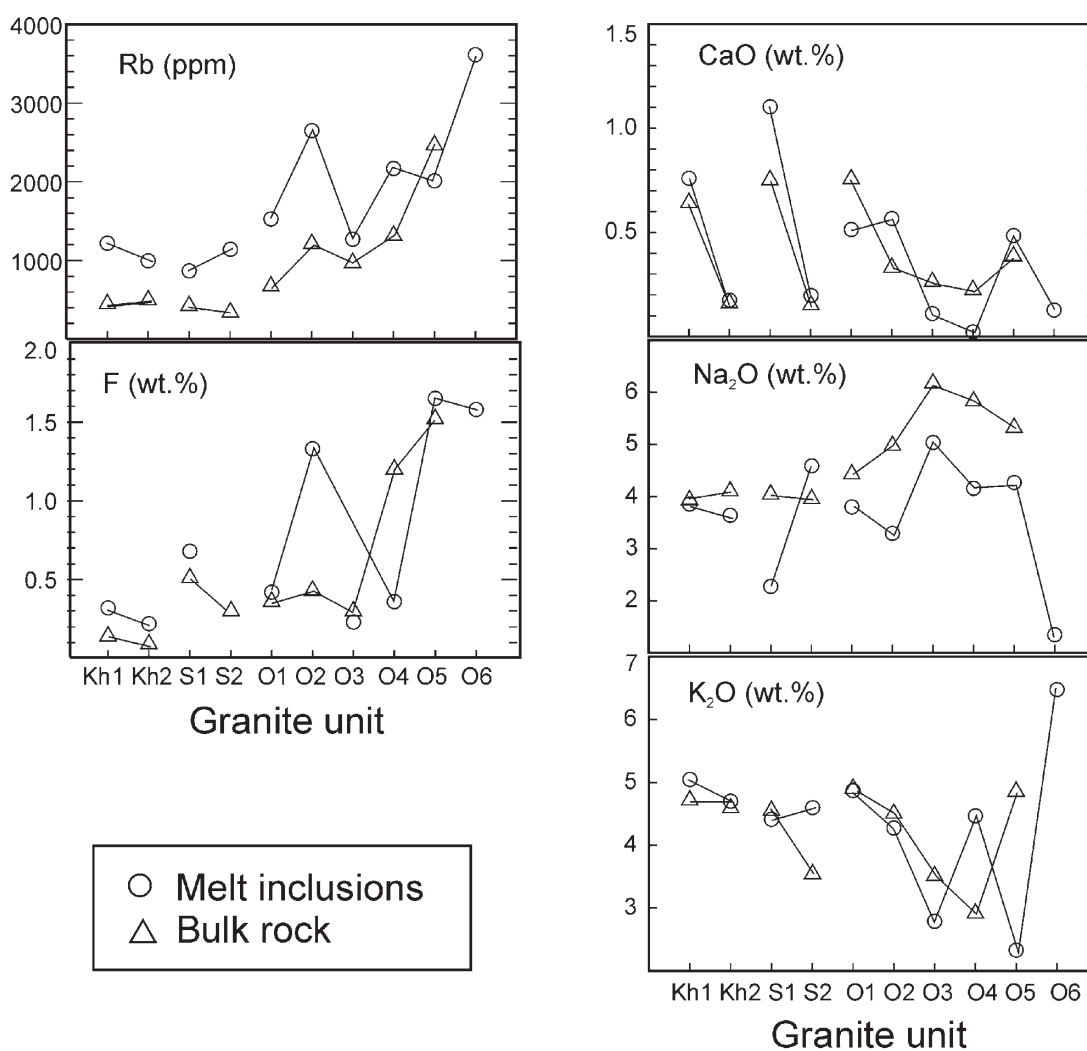 4000
3000
2000
1000
Rb (ppm)
2.0
1.5
1.0
0.5
F (wt.%)
Kh1 Kh2 S1 S2 O1 O2 O3 O4 O5 O6
Granite unit
Melt inclusions
Bulk rock
1.5
1.0
0.5
CaO (wt.%)
6
5
4
3
2
Na₂O (wt.%)
7
6
5
4
3
K₂O (wt.%)
Kh1 Kh2 S1 S2 O1 O2 O3 O4 O5 O6
Granite unit